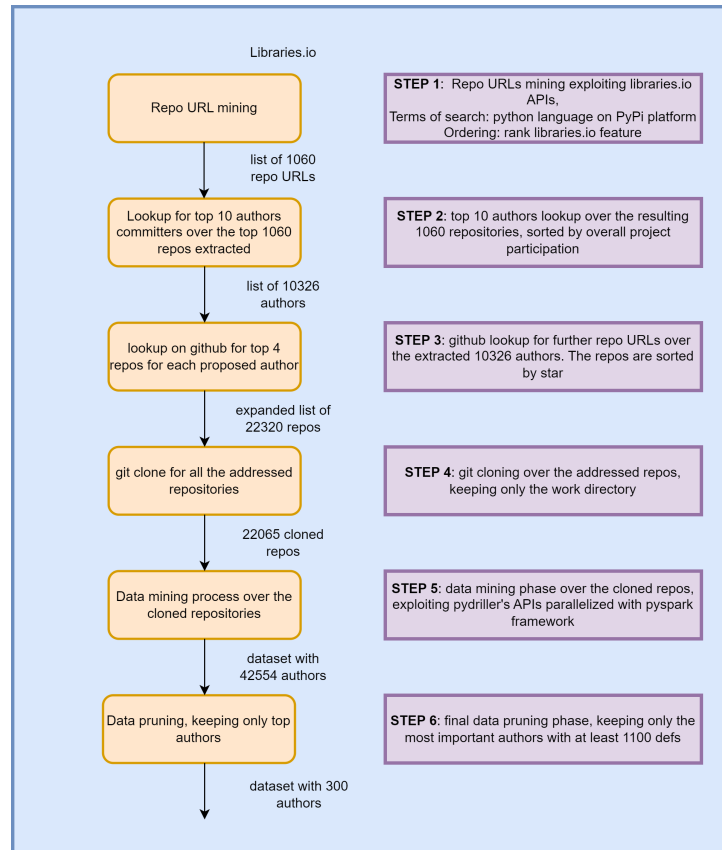 Libraries.io
Repo URL mining
STEP 1:  Repo URLs mining exploiting libraries.io
APIs,
Terms of search: python language on PyPi platform
Ordering: rank libraries.io feature
list of 1060
repo URLs
Lookup for top 10 authors
committers over the top 1060
repos extracted
STEP 2: top 10 authors lookup over the resulting
1060 repositories, sorted by overall project
participation
list of 10326
authors
lookup on github for top 4
repos for each proposed author
STEP 3: github lookup for further repo URLs over
the extracted 10326 authors. The repos are sorted
by star
expanded list of
22320 repos
git clone for all the addressed
repositories
STEP 4: git cloning over the addressed repos,
keeping only the work directory
22065 cloned
repos
Data mining process over the
cloned repositories
STEP 5: data mining phase over the cloned repos,
exploiting pydriller's APIs parallelized with pyspark
framework
dataset with
42554 authors
Data pruning, keeping only top
authors
STEP 6: final data pruning phase, keeping only the
most important authors with at least 1100 defs
dataset with 300
authors